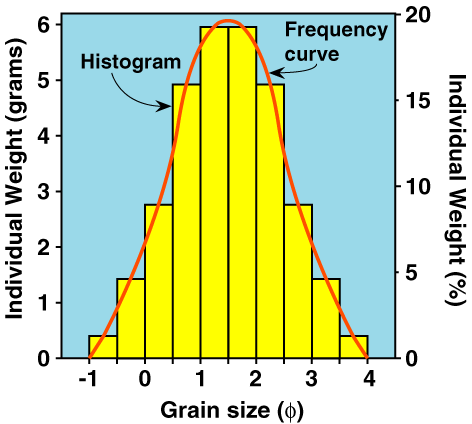 Individual Weight (grams)
6
5
4
3
2
1
0
Histogram
Frequency
curve
20
15
10
5
0
Individual Weight (%)
-1 0 1 2 3 4
Grain size (ϕ)